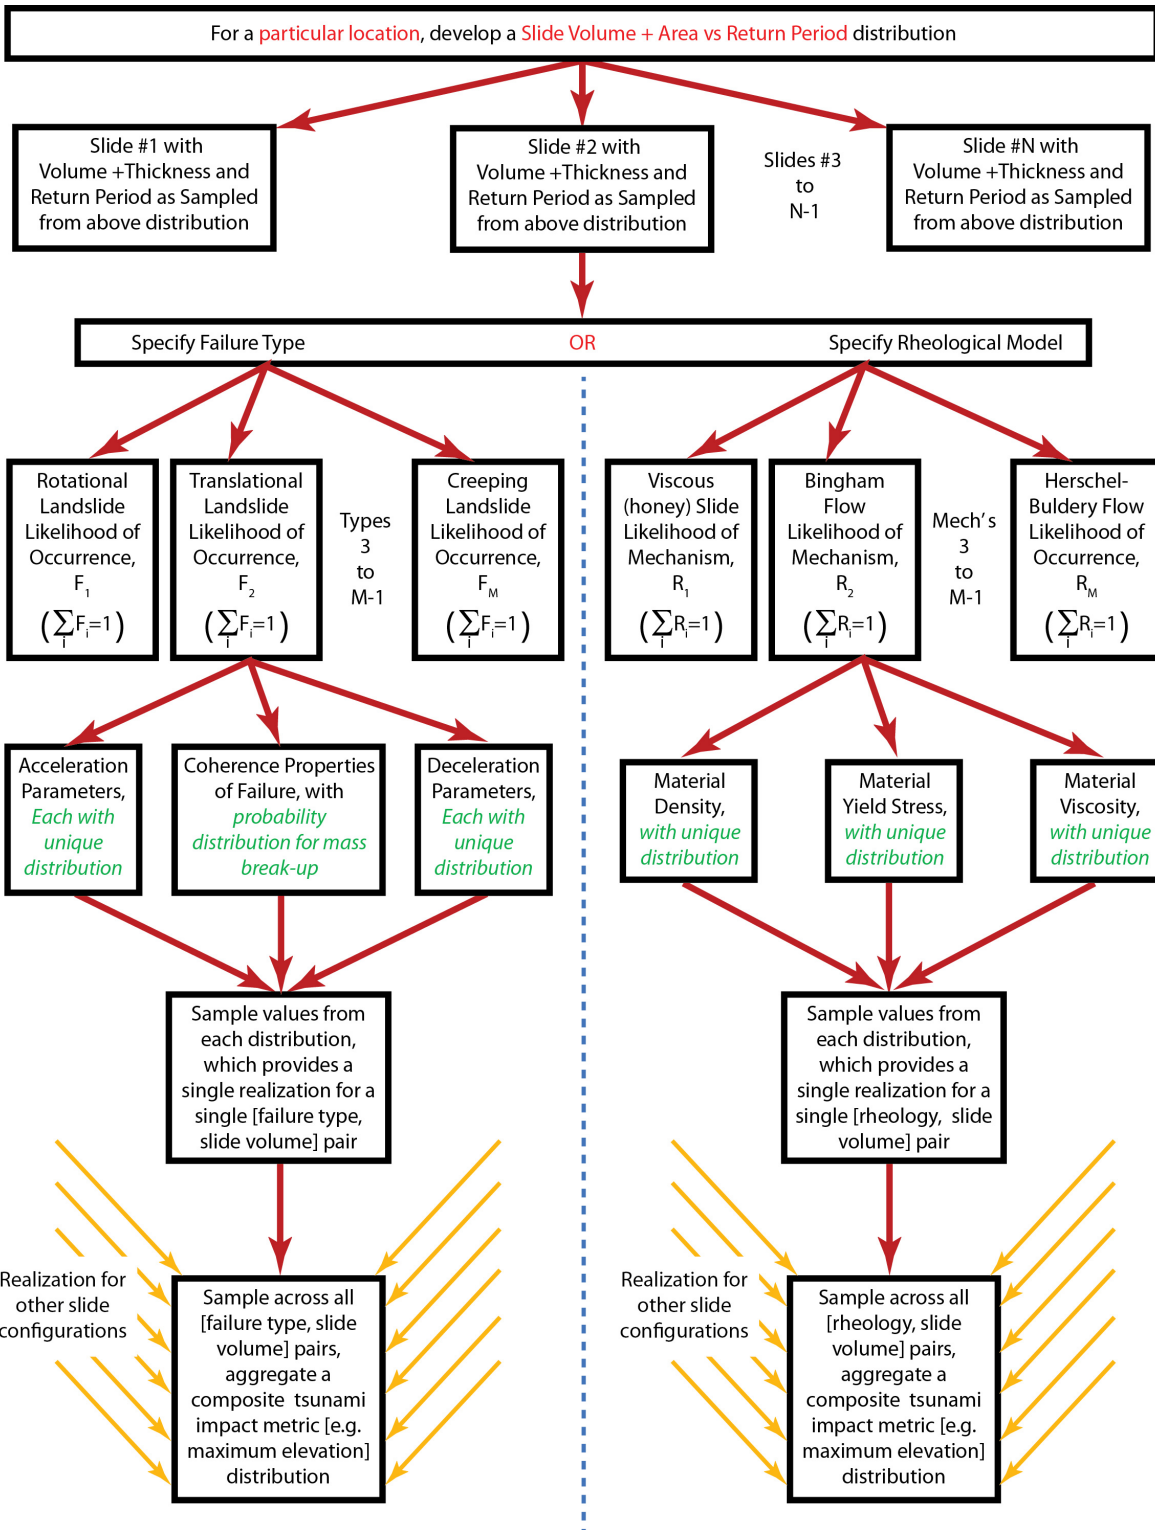 For a particular location, develop a Slide Volume + Area vs Return Period distribution
Slide #1 with
Volume +Thickness and
Return Period as Sampled
from above distribution
Slide #2 with
Volume +Thickness and
Return Period as Sampled
from above distribution
Slides #3
to
N-1
Slide #N with
Volume +Thickness and
Return Period as Sampled
from above distribution
Specify Failure Type
OR
Specify Rheological Model
Rotational
Landslide
Likelihood of
Occurrence,
F1
(∑i Fi=1)
Translational
Landslide
Likelihood of
Occurrence,
F2
(∑i Fi=1)
Types
3
to
M-1
Creeping
Landslide
Likelihood of
Occurrence,
FM
(∑i Fi=1)
Viscous
(honey) Slide
Likelihood of
Mechanism,
R1
(∑i Ri=1)
Bingham
Flow
Likelihood of
Mechanism,
R2
(∑i Ri=1)
Mech's
3
to
M-1
Herschel-
Buldery Flow
Likelihood of
Occurrence,
RM
(∑i Ri=1)
Acceleration
Parameters,
Each with
unique
distribution
Coherence Properties
of Failure, with
probability
distribution for mass
break-up
Deceleration
Parameters,
Each with
unique
distribution
Material
Density,
with unique
distribution
Material
Yield Stress,
with unique
distribution
Material
Viscosity,
with unique
distribution
Sample values from
each distribution,
which provides a
single realization for a
single [failure type,
slide volume] pair
Sample values from
each distribution,
which provides a
single realization for a
single [rheology, slide
volume] pair
Realization for
other slide
configurations
Sample across all
[failure type, slide
volume] pairs,
aggregate a
composite tsunami
impact metric [e.g.
maximum elevation]
distribution
Realization for
other slide
configurations
Sample across all
[rheology, slide
volume] pairs,
aggregate a
composite tsunami
impact metric [e.g.
maximum elevation]
distribution